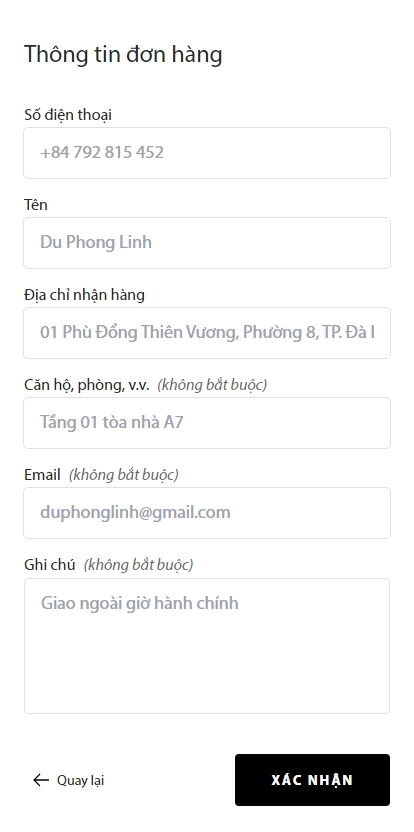 Thông tin đơn hàng
Số điện thoại
+84 792 815 452
Tên
Du Phong Linh
Địa chỉ nhận hàng
01 Phù Đổng Thiên Vương, Phường 8, TP. Đà
Căn hộ, phòng, v.v. (không bắt buộc)
Tầng 01 tòa nhà A7
Email (không bắt buộc)
duphonglinh@gmail.com
Ghi chú (không bắt buộc)
Giao ngoài giờ hành chính
← Quay lại
XÁC NHẬN